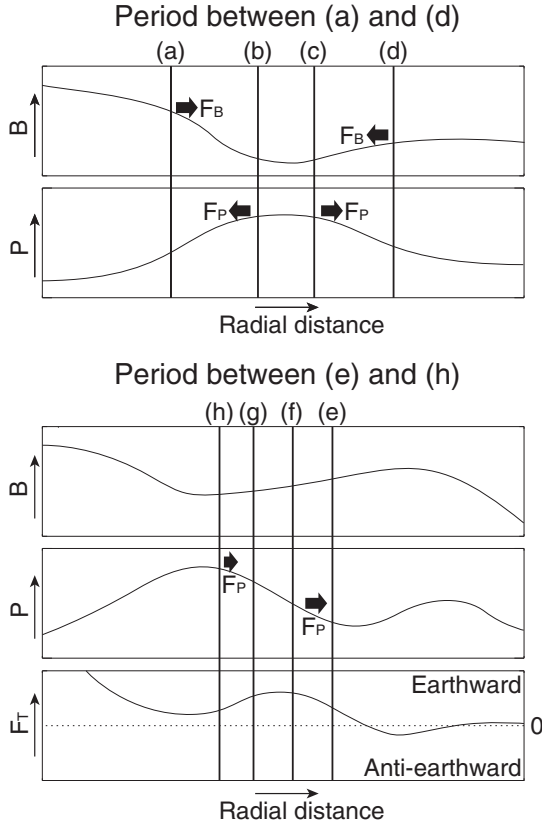 Period between (a) and (d)
(a) (b) (c) (d)
B
FB
FB
P
FP
FP
Radial distance
Period between (e) and (h)
(h) (g) (f) (e)
B
P
FP
FP
FT
Earthward
0
Anti-earthward
Radial distance